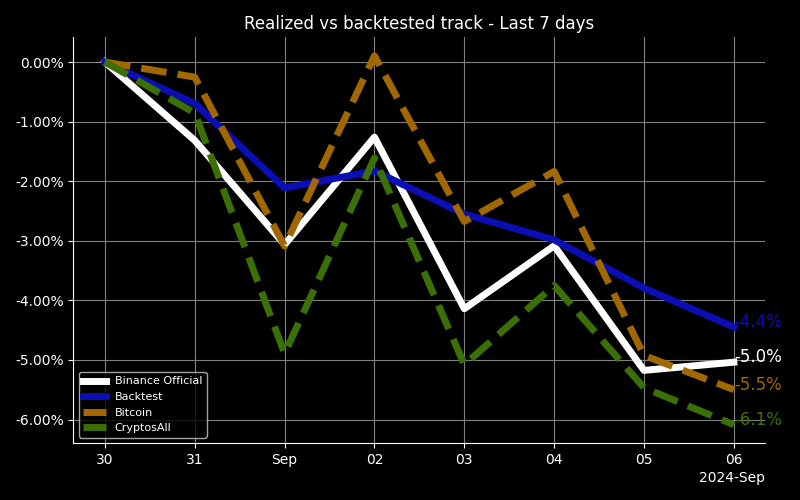 Realized vs backtested track - Last 7 days
0.00%
-1.00%
-2.00%
-3.00%
-4.00%
-5.00%
-6.00%
-4.4%
-5.0%
-5.5%
-6.1%
Binance Official
Backtest
Bitcoin
CryptosAll
30 31 Sep 02 03 04 05 06
2024-Sep